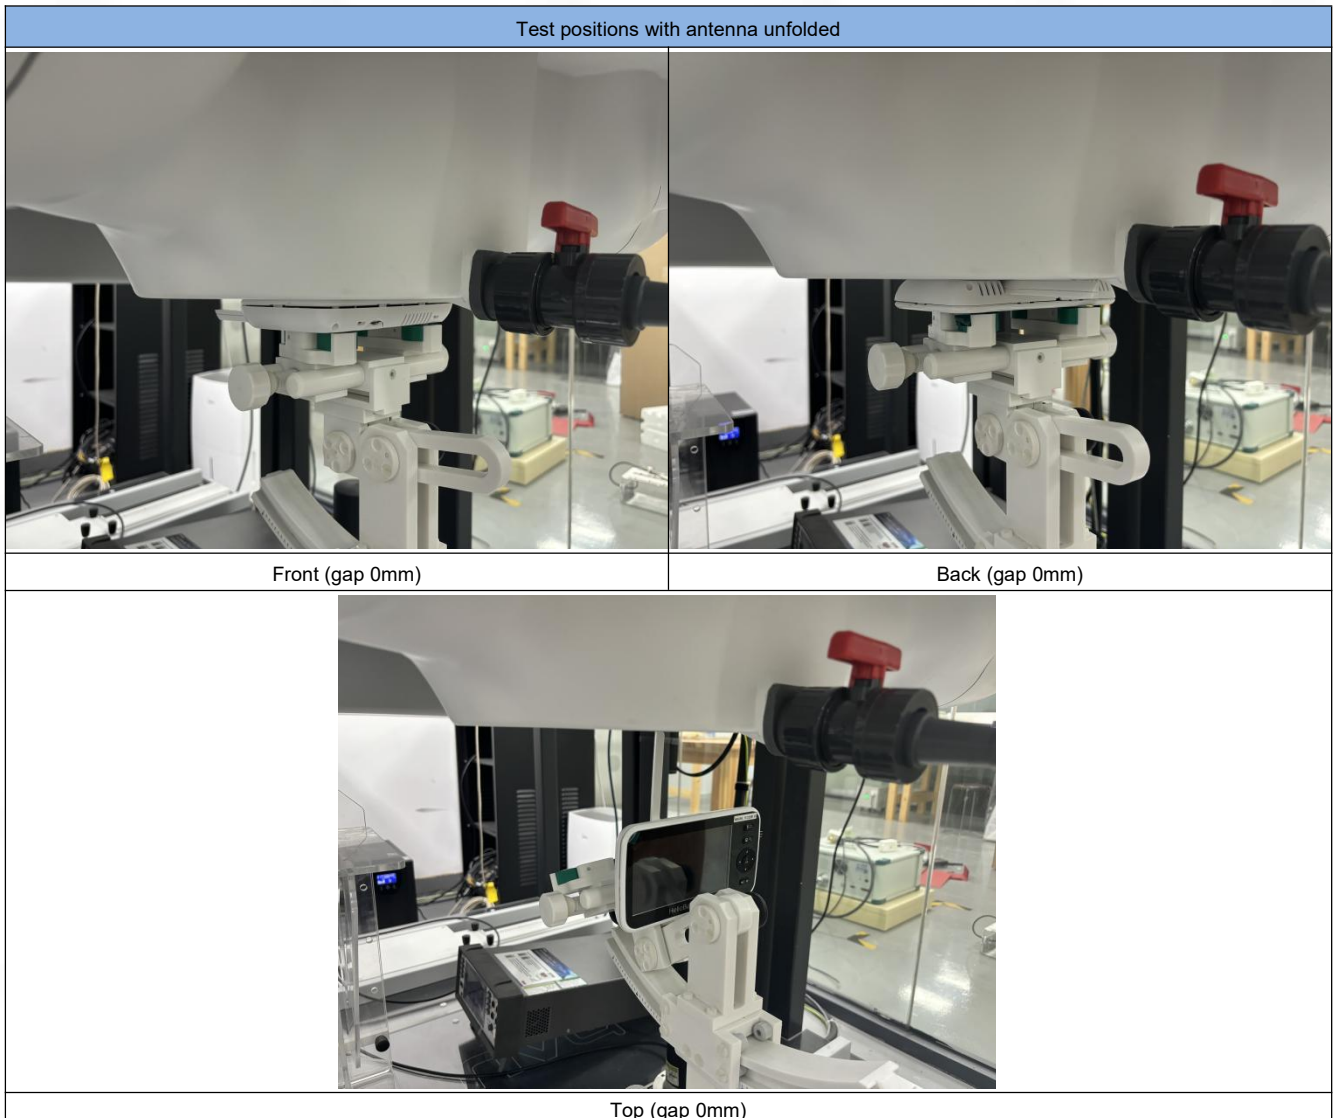 Test positions with antenna unfolded
Front (gap 0mm)
Back (gap 0mm)
Top (gap 0mm)